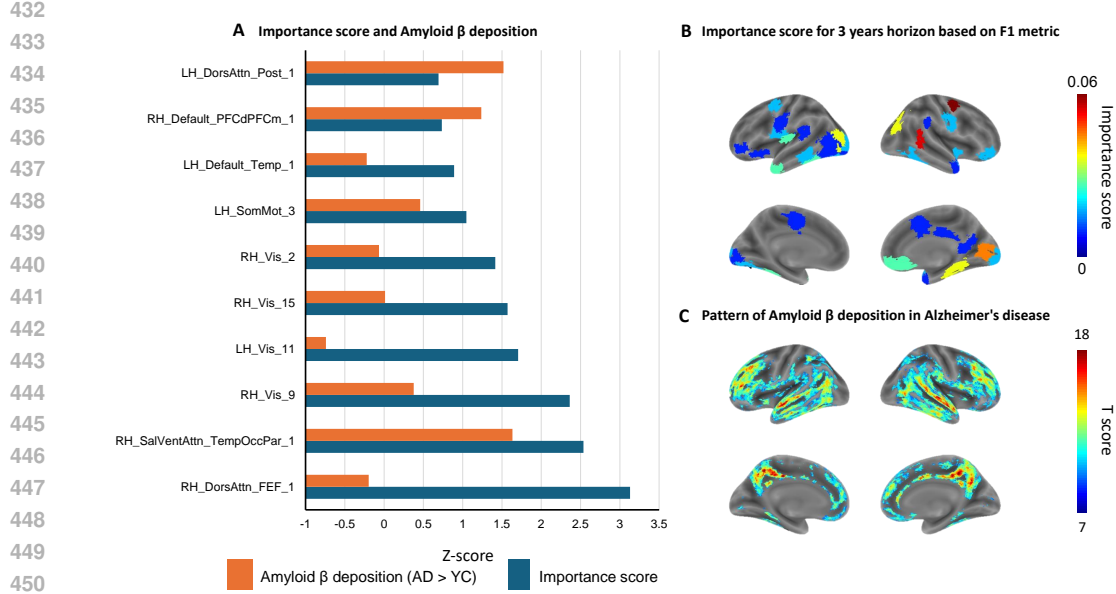 432
433
434
435
436
437
438
439
440
441
442
443
444
445
446
447
448
449
450
A Importance score and Amyloid β deposition
LH_DorsAttn_Post_1
RH_Default_PFCdPFCm_1
LH_Default_Temp_1
LH_SomMot_3
RH_Vis_2
RH_Vis_15
LH_Vis_11
RH_Vis_9
RH_SalVentAttn_TempOccPar_1
RH_DorsAttn_FEF_1
-1 -0.5 0 0.5 1 1.5 2 2.5 3 3.5
Z-score
Amyloid β deposition (AD > YC) Importance score
B Importance score for 3 years horizon based on F1 metric
0.06
Importance score
0
C Pattern of Amyloid β deposition in Alzheimer's disease
18
T score
7